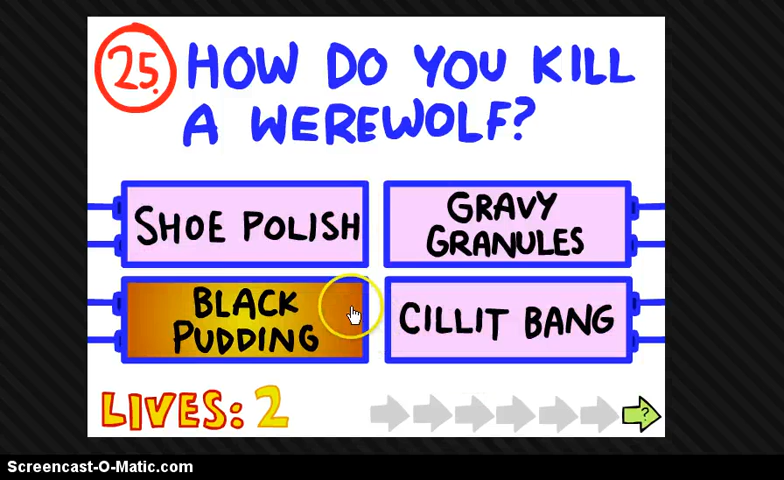 25.
HOW DO YOU KILL
A WEREWOLF?
SHOE POLISH
GRAVY
GRANULES
BLACK
PUDDING
CILLIT BANG
LIVES: 2
?
Screencast-O-Matic.com